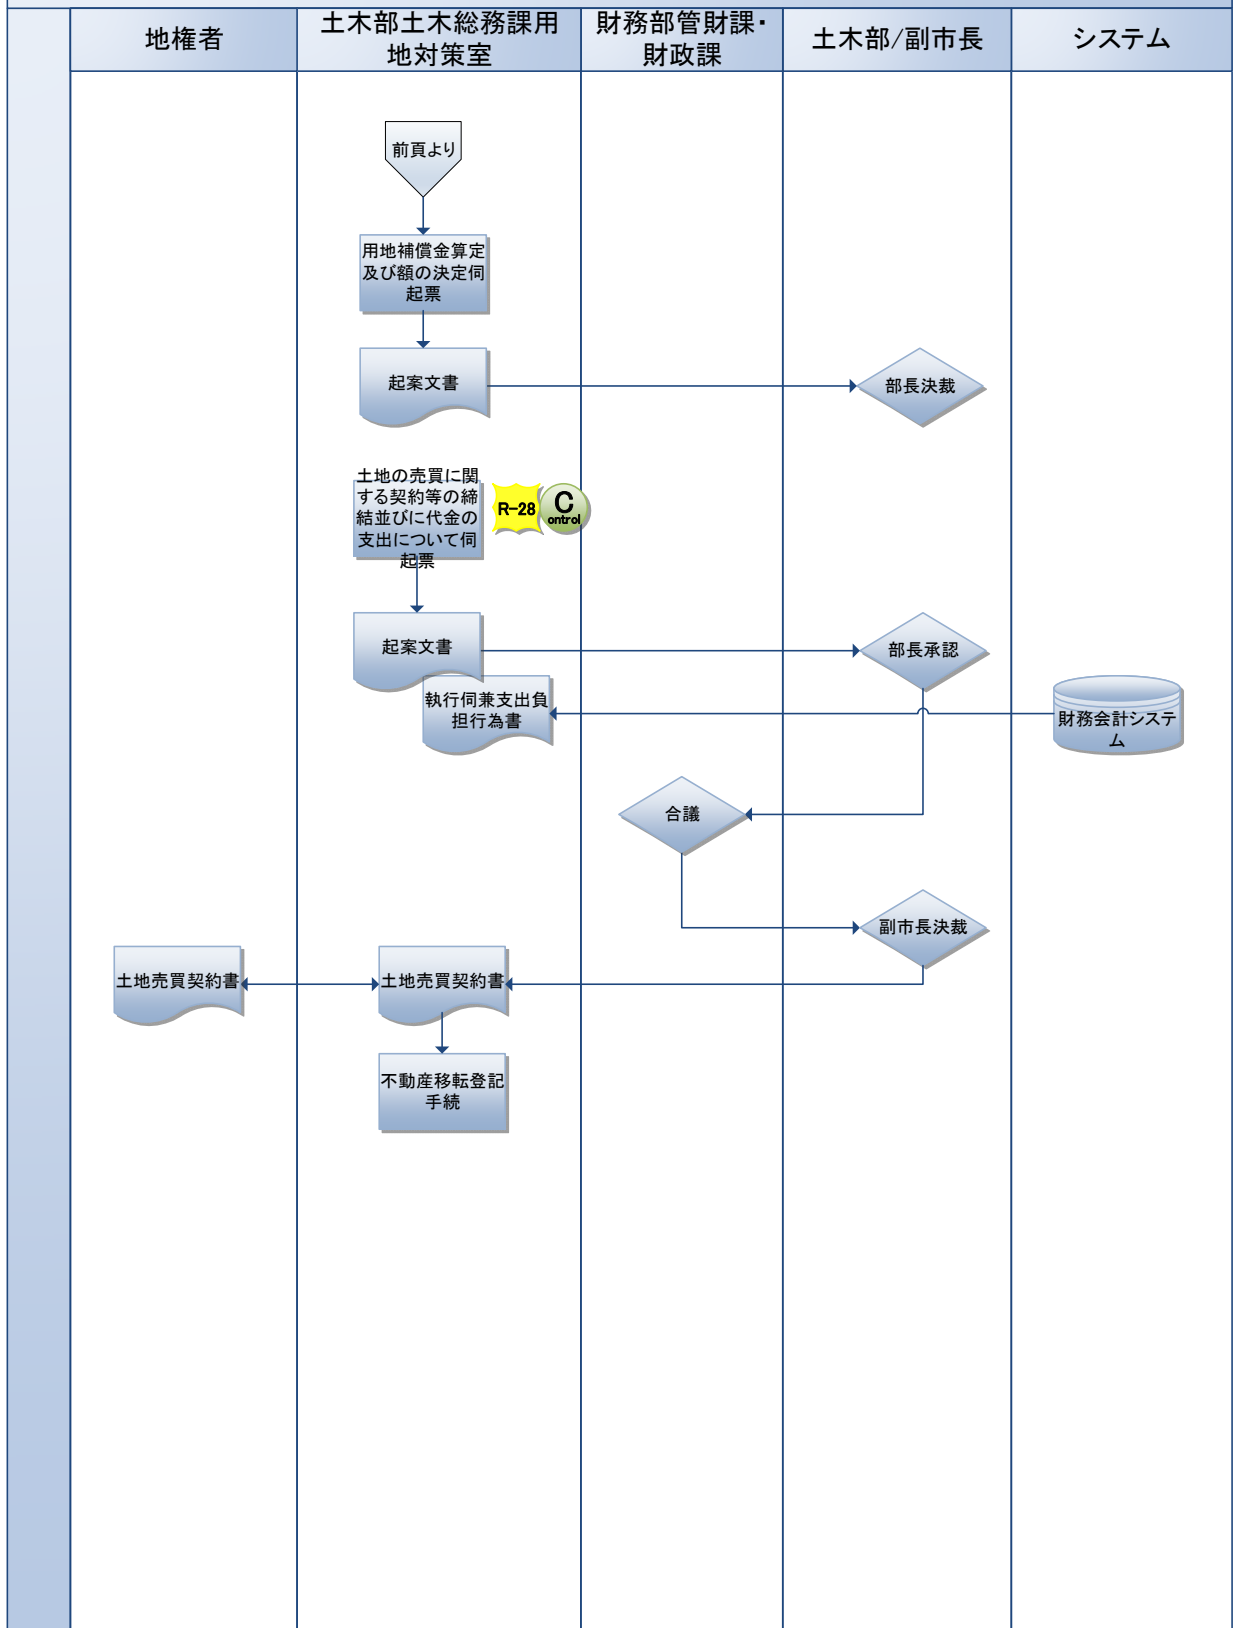 地権者
土木部土木総務課用
地対策室
財務部管財課・
財政課
土木部/副市長
システム
前頁より
用地補償金算定
及び額の決定伺
起票
起案文書
部長決裁
土地の売買に関
する契約等の締
結並びに代金の
支出について伺
起票
R-28
C
ontrol
起案文書
部長承認
執行伺兼支出負
担行為書
財務会計システ
ム
合議
副市長決裁
土地売買契約書
土地売買契約書
不動産移転登記
手続